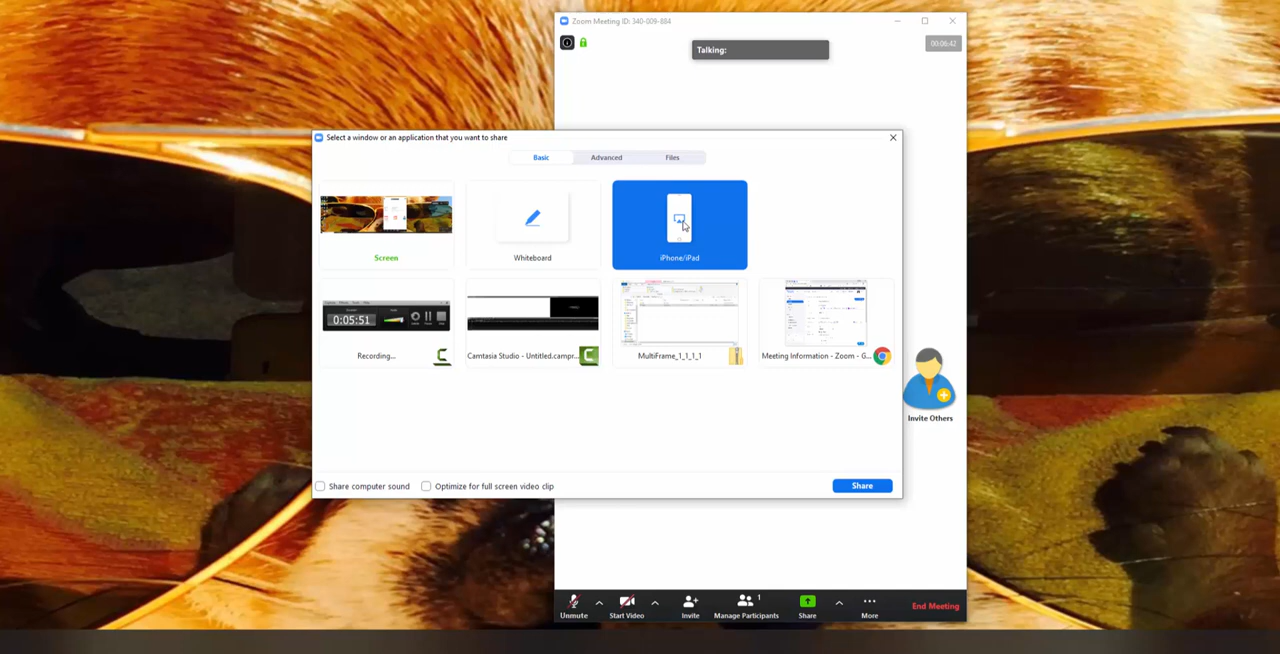 Zoom Meeting ID: 340-009-884
Talking:
00:06:42
Select a window or an application that you want to share
Basic
Advanced
Files
Screen
Whiteboard
iPhone/iPad
0:05:51
Recording...
Camtasia Studio - Untitled.campr...
MultiFrame_1_1_1_1
Meeting Information - Zoom - G...
Invite Others
Share computer sound
Optimize for full screen video clip
Share
Unmute
Start Video
Invite
1
Manage Participants
Share
More
End Meeting